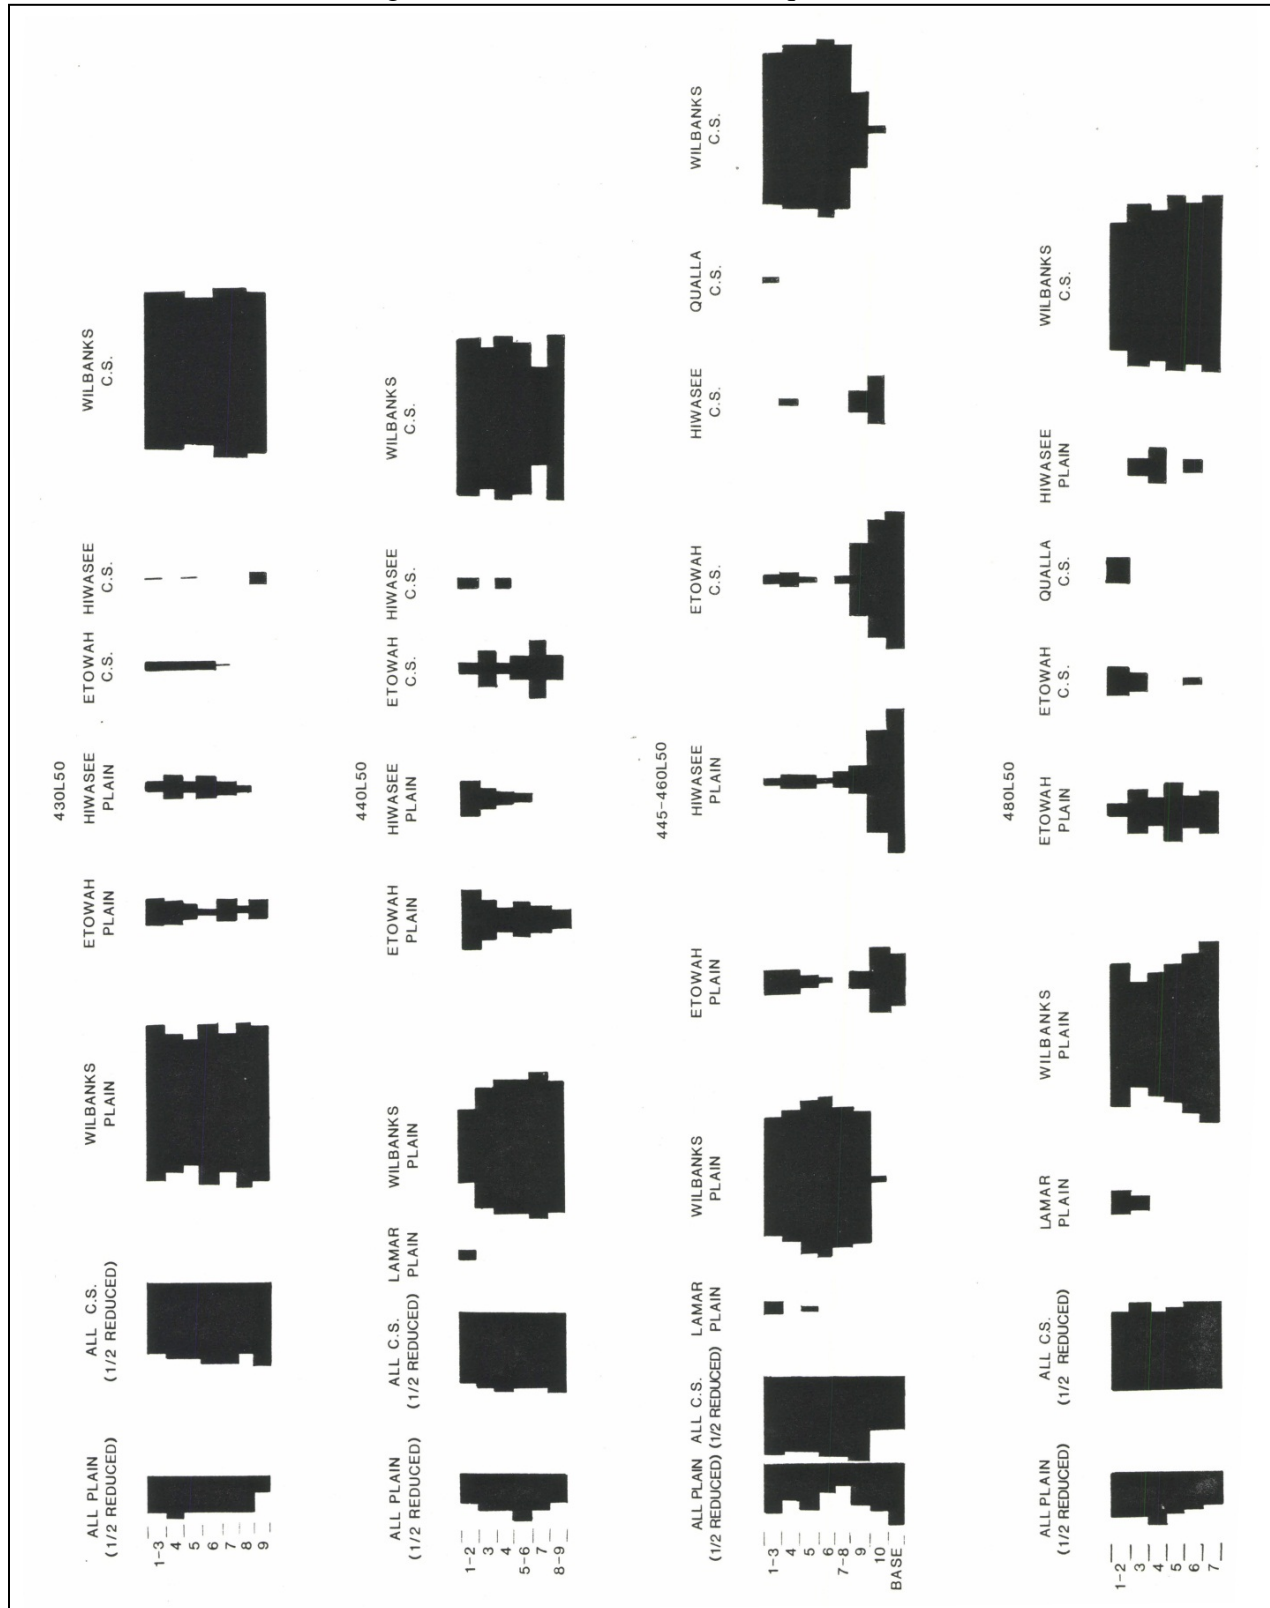 430L50
ALL PLAIN
(1/2 REDUCED)
ALL C.S.
(1/2 REDUCED)
WILBANKS
PLAIN
ETOWAH
PLAIN
HIWASEE
PLAIN
ETOWAH
C.S.
HIWASEE
C.S.
WILBANKS
C.S.
1-3
4
5
6
7
8
9
440L50
ALL PLAIN
(1/2 REDUCED)
ALL C.S.
(1/2 REDUCED)
LAMAR
PLAIN
WILBANKS
PLAIN
ETOWAH
PLAIN
HIWASEE
PLAIN
ETOWAH
C.S.
HIWASEE
C.S.
WILBANKS
C.S.
1-2
3
4
5-6
7
8-9
445-460L50
ALL PLAIN
(1/2 REDUCED)
ALL C.S.
(1/2 REDUCED)
LAMAR
PLAIN
WILBANKS
PLAIN
ETOWAH
PLAIN
HIWASEE
PLAIN
ETOWAH
C.S.
HIWASEE
C.S.
QUALLA
C.S.
WILBANKS
C.S.
1-3
4
5
6
7-8
9
10
BASE
480L50
ALL PLAIN
(1/2 REDUCED)
ALL C.S.
(1/2 REDUCED)
LAMAR
PLAIN
WILBANKS
PLAIN
ETOWAH
PLAIN
ETOWAH
C.S.
QUALLA
C.S.
HIWASEE
PLAIN
WILBANKS
C.S.
1-2
3
4
5
6
7